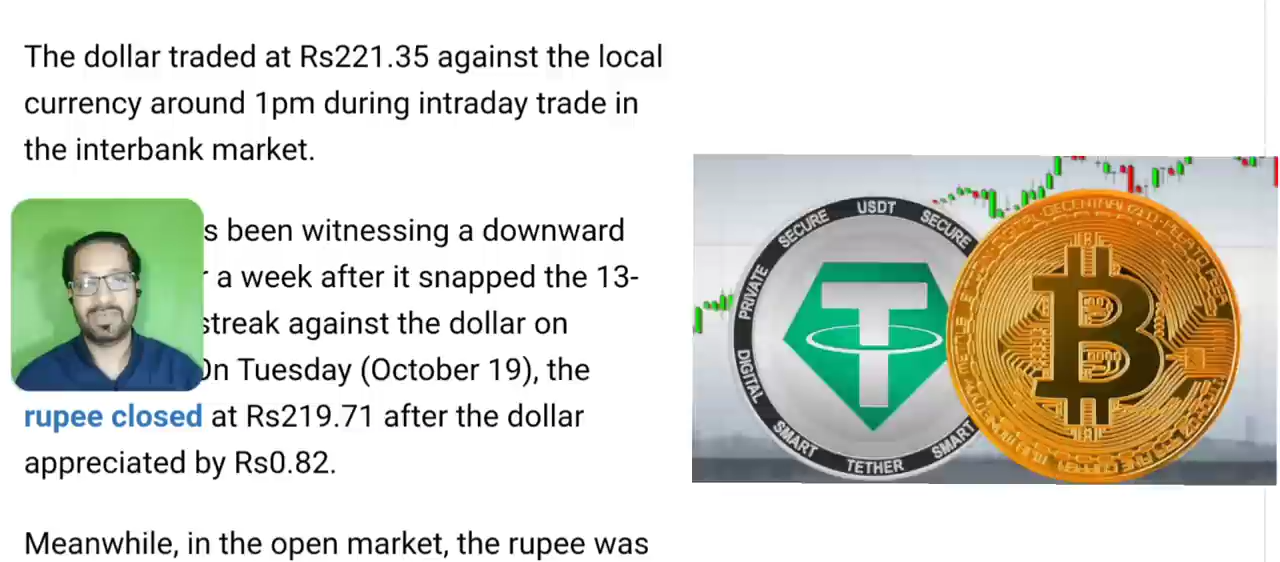 The dollar traded at Rs221.35 against the local
currency around 1pm during intraday trade in
the interbank market.
been witnessing a downward
a week after it snapped the 13-
streak against the dollar on
On Tuesday (October 19), the
rupee closed at Rs219.71 after the dollar
appreciated by Rs0.82.
Meanwhile, in the open market, the rupee was
USDT SECURE
SMART TETHER SMART
DIGITAL PRIVATE SECURE